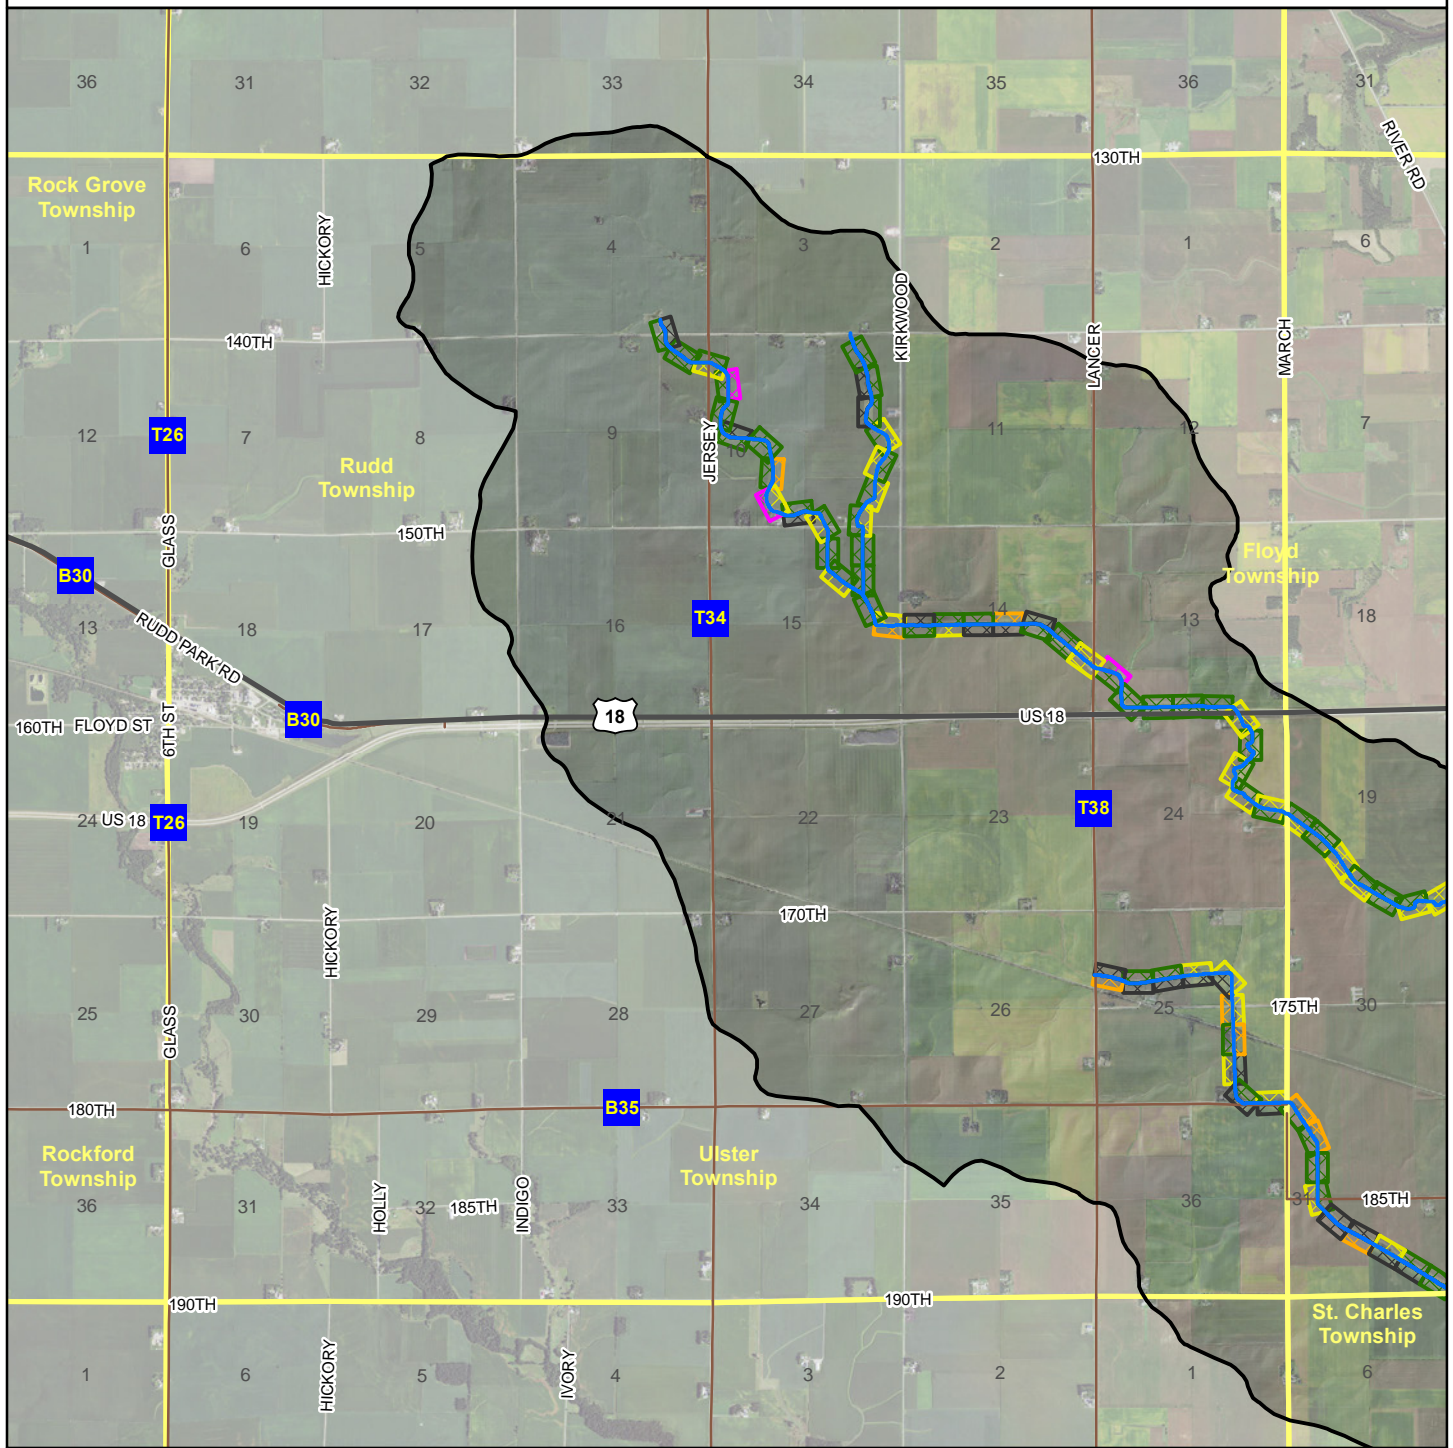 36
31
32
33
34
35
36
31
RIVER RD
130TH
Rock Grove
Township
1
6
HICKORY
5
4
3
2
1
6
KIRKWOOD
140TH
LANCER
MARCH
12
T26
7
8
9
JERSEY
10
11
12
7
Rudd
Township
GLASS
150TH
B30
Floyd
Township
13
RUDD PARK RD
18
17
16
T34
15
14
13
18
160TH
FLOYD ST
6TH ST
B30
18
US 18
24
US 18
T26
19
20
21
22
23
T38
24
19
HICKORY
170TH
25
GLASS
30
29
28
27
26
25
175TH
30
180TH
B35
Rockford
Township
Ulster
Township
36
31
HOLLY
32
185TH
INDIGO
33
34
35
36
31
185TH
190TH
190TH
St. Charles
Township
1
6
HICKORY
5
IVORY
4
3
2
1
6